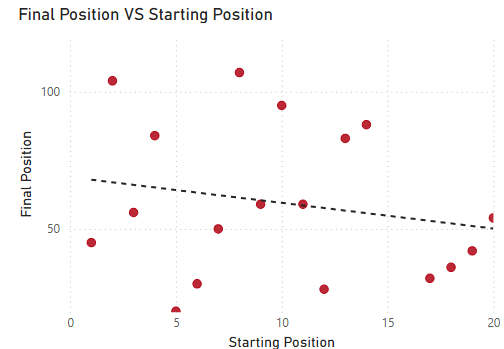 Final Position VS Starting Position
100
50
Final Position
0 5 10 15 20
Starting Position